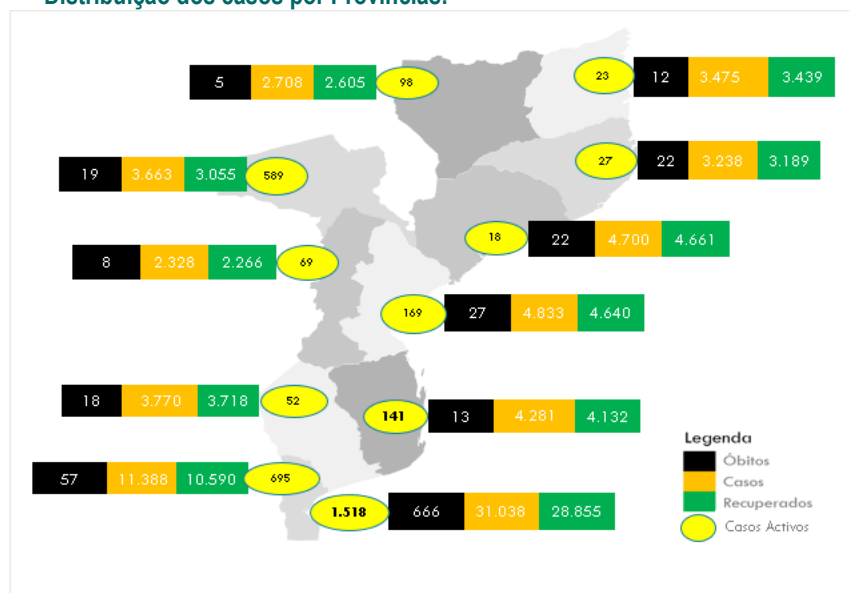 Distribuição dos casos por Províncias:
5 2.708 2.605 98
23 12 3.475 3.439
27 22 3.238 3.189
19 3.663 3.055 589
18 22 4.700 4.661
8 2.328 2.266 69
169 27 4.833 4.640
18 3.770 3.718 52
141 13 4.281 4.132
Legenda
Óbitos
Casos
Recuperados
Casos Activos
57 11.388 10.590 695
1.518 666 31.038 28.855